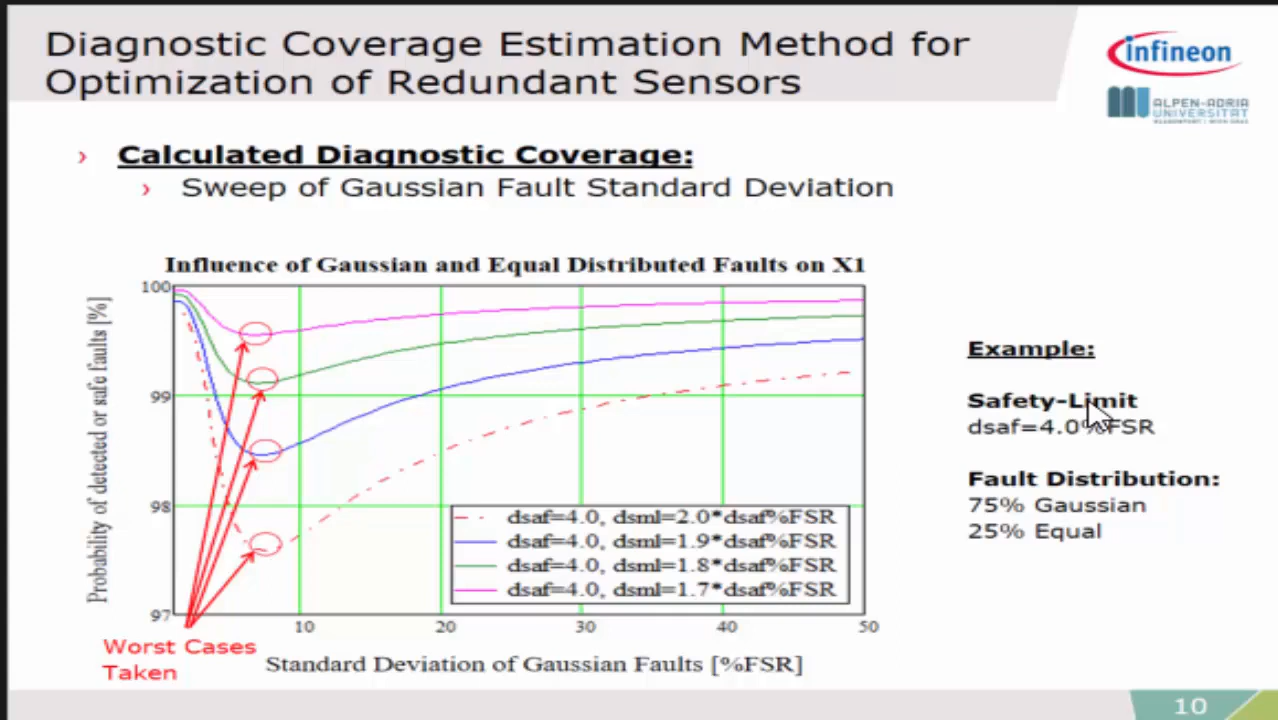 Diagnostic Coverage Estimation Method for
Optimization of Redundant Sensors
infineon
ALPEN-ADRIA
UNIVERSITÄT
› Calculated Diagnostic Coverage:
› Sweep of Gaussian Fault Standard Deviation
Influence of Gaussian and Equal Distributed Faults on X1
Probability of detected or safe faults [%]
100
99
98
97
10 20 30 40 50
Standard Deviation of Gaussian Faults [%FSR]
dsaf=4.0, dsml=2.0*dsaf%FSR
dsaf=4.0, dsml=1.9*dsaf%FSR
dsaf=4.0, dsml=1.8*dsaf%FSR
dsaf=4.0, dsml=1.7*dsaf%FSR
Worst Cases
Taken
Example:
Safety-Limit
dsaf=4.0%FSR
Fault Distribution:
75% Gaussian
25% Equal
10